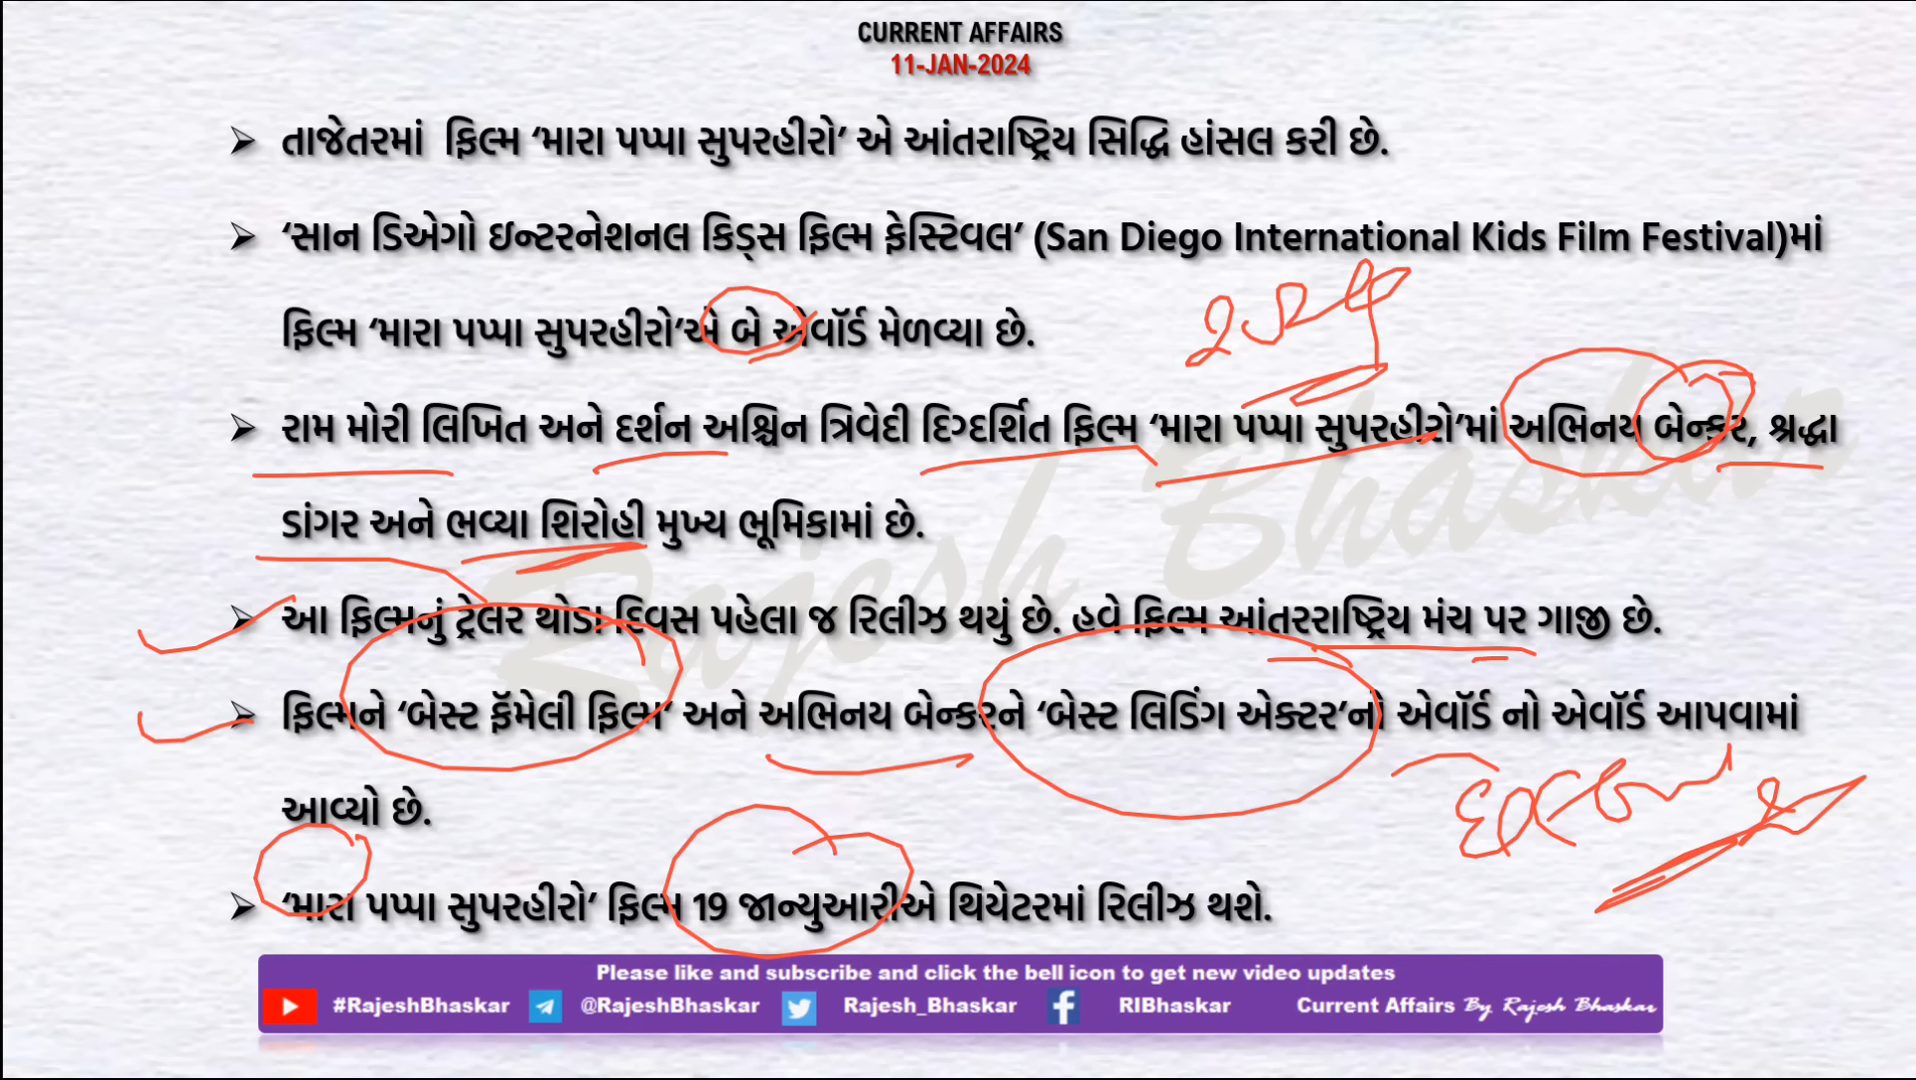 CURRENT AFFAIRS
11-JAN-2024
➢ તાજેતરમાં ફિલ્મ ‘મારા પપ્પા સુપરહીરો’ એ આંતરાષ્ટ્રિય સિદ્ધિ હાંસલ કરી છે.
➢ ‘સાન ડિએગો ઇન્ટરનેશનલ કિડ્સ ફિલ્મ ફેસ્ટિવલ’ (San Diego International Kids Film Festival)માં
ફિલ્મ ‘મારા પપ્પા સુપરહીરો’એ બે એવૉર્ડ મેળવ્યા છે.
➢ રામ મોરી લિખિત અને દર્શન અશ્વિન ત્રિવેદી દિગ્દર્શિત ફિલ્મ ‘મારા પપ્પા સુપરહીરો’માં અભિનય બેન્કર, શ્રદ્ધા
ડાંગર અને ભવ્યા શિરોહી મુખ્ય ભૂમિકામાં છે.
➢ આ ફિલ્મનું ટ્રેલર થોડા દિવસ પહેલા જ રિલીઝ થયું છે. હવે ફિલ્મ આંતરરાષ્ટ્રિય મંચ પર ગાજી છે.
➢ ફિલ્મને ‘બેસ્ટ ફૅમેલી ફિલ્મ’ અને અભિનય બેન્કરને ‘બેસ્ટ લિડિંગ એક્ટર’નો એવૉર્ડ નો એવૉર્ડ આપવામાં
આવ્યો છે.
➢ ‘મારા પપ્પા સુપરહીરો’ ફિલ્મ 19 જાન્યુઆરીએ થિયેટરમાં રિલીઝ થશે.
Rajesh Bhaskar
Please like and subscribe and click the bell icon to get new video updates
#RajeshBhaskar @RajeshBhaskar Rajesh_Bhaskar RIBhaskar Current Affairs By Rajesh Bhaskar